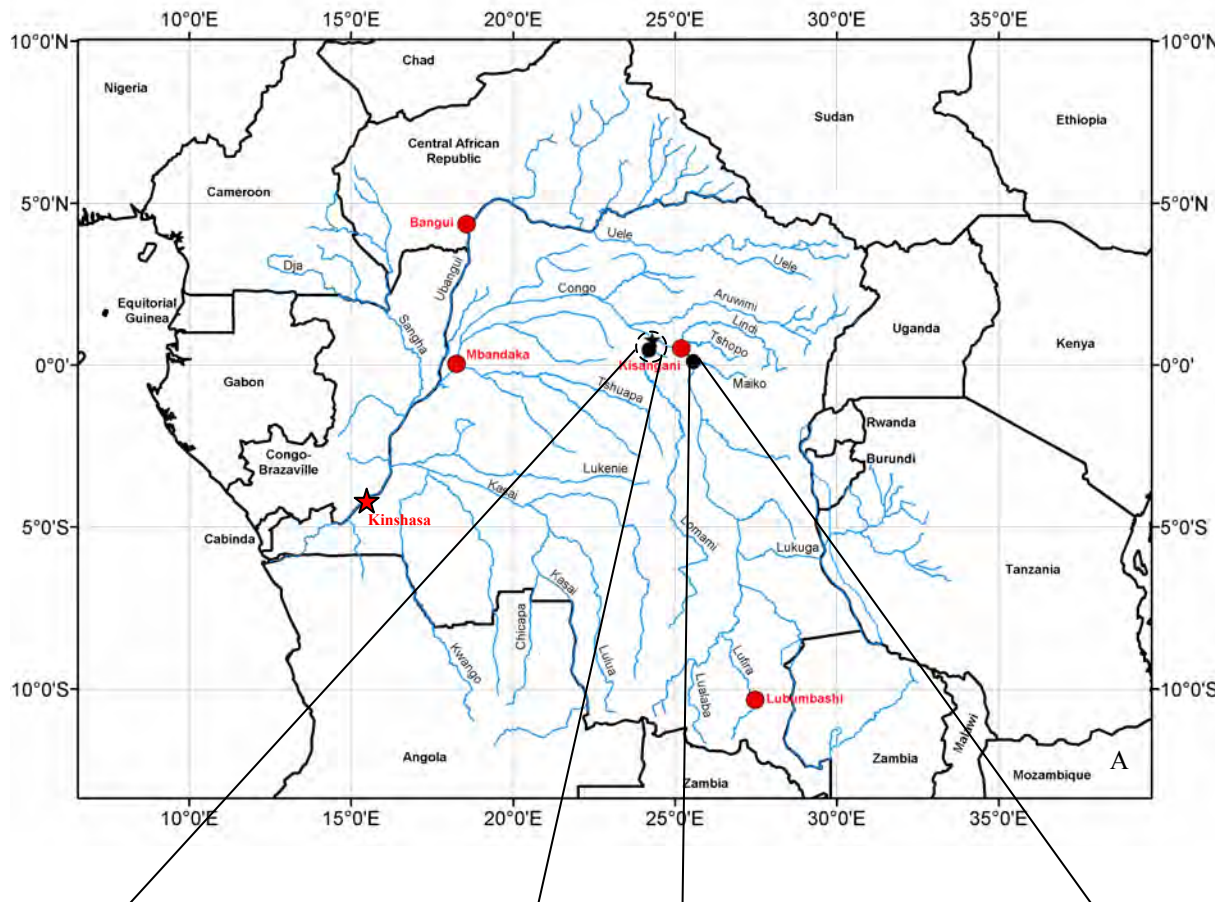 10°0'E 15°0'E 20°0'E 25°0'E 30°0'E 35°0'E
10°0'N 10°0'N
Chad
Nigeria
Sudan
Ethiopia
Central African
Republic
Cameroon
5°0'N 5°0'N
Bangui
Uele
Uele
Dja
Ubangui
Congo
Aruwimi
Equitorial
Guinea
Lindi
Sangha
Uganda
Tshopo
Kenya
Mbandaka
0°0' Kisangani 0°0'
Gabon
Tshuapa
Maiko
Rwanda
Congo-
Brazaville
Burundi
Lukenie
Kasai
Kinshasa
5°0'S 5°0'S
Cabinda
Lomami
Lukuga
Tanzania
Kasai
Chicapa
Kwango
Lulua
Lufira
Lualaba
10°0'S 10°0'S
Lubumbashi
Malawi
Angola
Zambia
Zambia
Mozambique
A
10°0'E 15°0'E 20°0'E 25°0'E 30°0'E 35°0'E